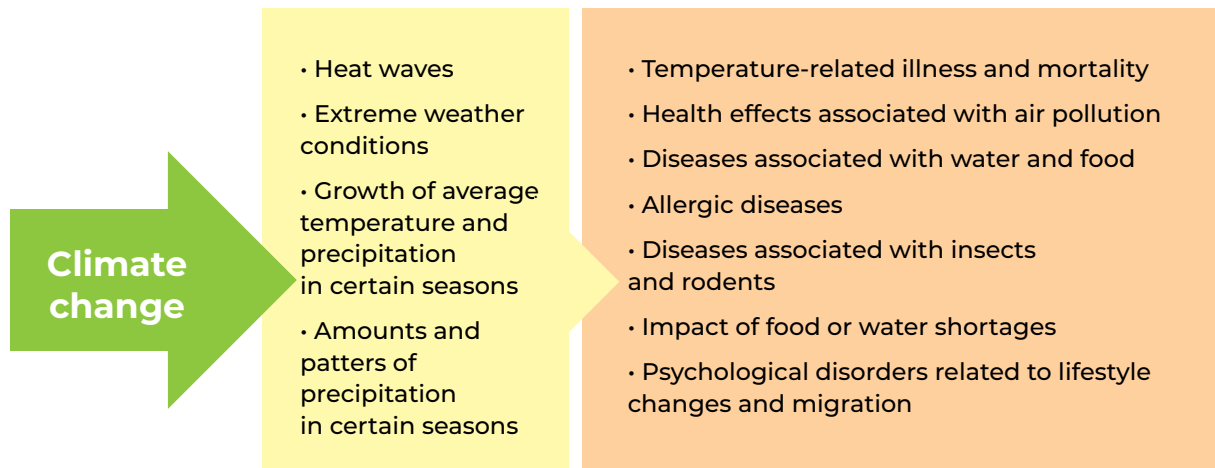 Climate
change
· Heat waves
· Extreme weather
conditions
· Growth of average
temperature and
precipitation
in certain seasons
· Amounts and
patters of
precipitation
in certain seasons
· Temperature-related illness and mortality
· Health effects associated with air pollution
· Diseases associated with water and food
· Allergic diseases
· Diseases associated with insects
and rodents
· Impact of food or water shortages
· Psychological disorders related to lifestyle
changes and migration